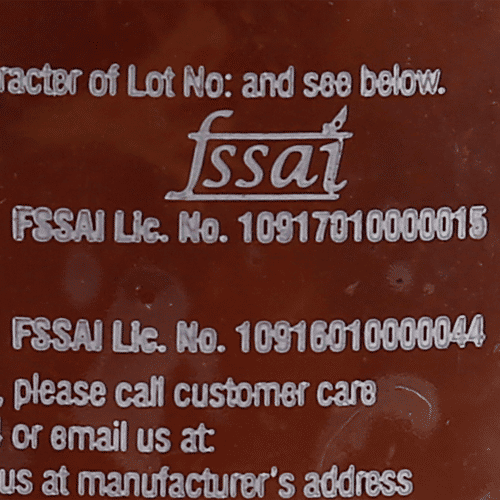 racter of Lot No: and see below.
fssai
FSSAI Lic. No. 10917010000015
FSSAI Lic. No. 10916010000044
, please call customer care
or email us at:
us at manufacturer's address